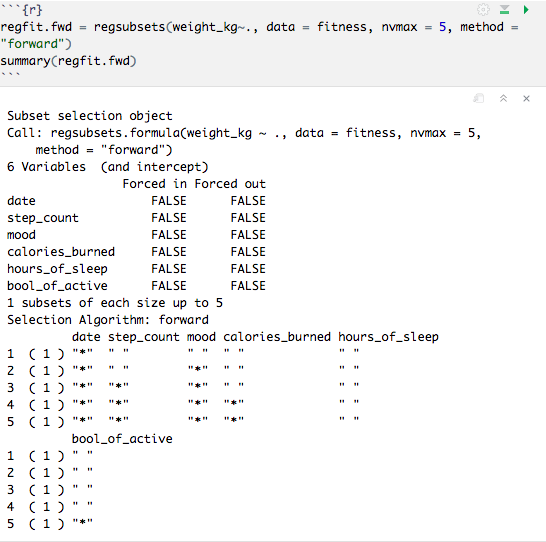 ```{r}
regfit.fwd = regsubsets(weight_kg~., data = fitness, nvmax = 5, method =
"forward")
summary(regfit.fwd)
```
Subset selection object
Call: regsubsets.formula(weight_kg ~ ., data = fitness, nvmax = 5,
    method = "forward")
6 Variables  (and intercept)
                Forced in Forced out
date                FALSE      FALSE
step_count          FALSE      FALSE
mood                FALSE      FALSE
calories_burned     FALSE      FALSE
hours_of_sleep      FALSE      FALSE
bool_of_active      FALSE      FALSE
1 subsets of each size up to 5
Selection Algorithm: forward
         date step_count mood calories_burned hours_of_sleep
1  ( 1 ) "*"  " "        " "  " "             " "
2  ( 1 ) "*"  " "        "*"  " "             " "
3  ( 1 ) "*"  "*"        "*"  " "             " "
4  ( 1 ) "*"  "*"        "*"  "*"             " "
5  ( 1 ) "*"  "*"        "*"  "*"             " "
         bool_of_active
1  ( 1 ) " "
2  ( 1 ) " "
3  ( 1 ) " "
4  ( 1 ) " "
5  ( 1 ) "*"